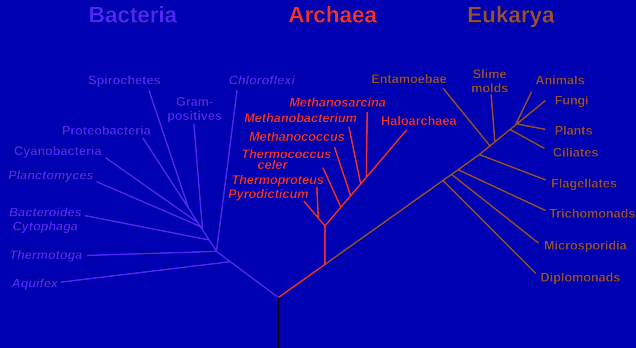 Bacteria Archaea Eukarya
Spirochetes
Chloroflexi
Gram-
positives
Proteobacteria
Cyanobacteria
Planctomyces
Bacteroides
Cytophaga
Thermotoga
Aquifex
Methanosarcina
Methanobacterium
Haloarchaea
Methanococcus
Thermococcus
celer
Thermoproteus
Pyrodicticum
Entamoebae
Slime
molds
Animals
Fungi
Plants
Ciliates
Flagellates
Trichomonads
Microsporidia
Diplomonads